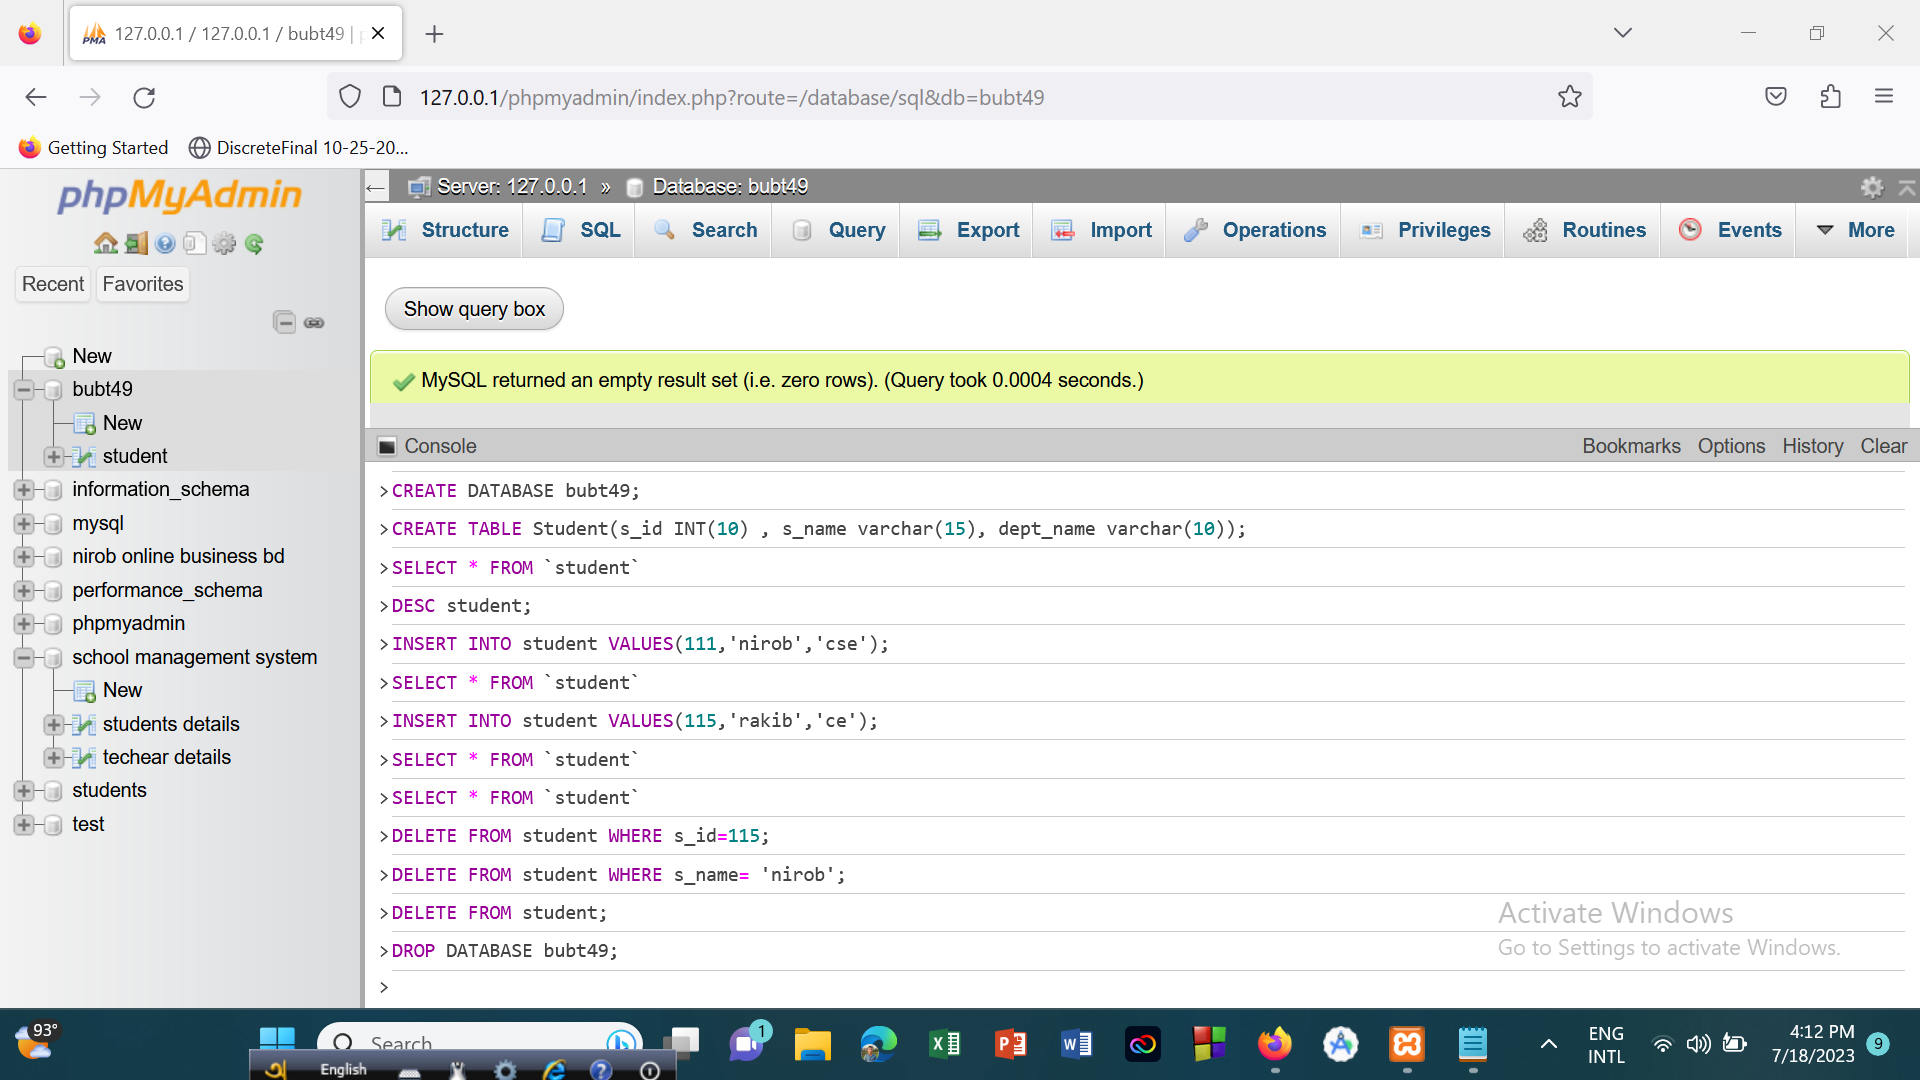 127.0.0.1 / 127.0.0.1 / bubt49 |
127.0.0.1/phpmyadmin/index.php?route=/database/sql&db=bubt49
Getting Started DiscreteFinal 10-25-20...
phpMyAdmin
Recent Favorites
New
bubt49
New
student
information_schema
mysql
nirob online business bd
performance_schema
phpmyadmin
school management system
New
students details
techear details
students
test
Server: 127.0.0.1 » Database: bubt49
Structure SQL Search Query Export Import Operations Privileges Routines Events More
Show query box
MySQL returned an empty result set (i.e. zero rows). (Query took 0.0004 seconds.)
Console Bookmarks Options History Clear
>CREATE DATABASE bubt49;
>CREATE TABLE Student(s_id INT(10) , s_name varchar(15), dept_name varchar(10));
>SELECT * FROM `student`
>DESC student;
>INSERT INTO student VALUES(111,'nirob','cse');
>SELECT * FROM `student`
>INSERT INTO student VALUES(115,'rakib','ce');
>SELECT * FROM `student`
>SELECT * FROM `student`
>DELETE FROM student WHERE s_id=115;
>DELETE FROM student WHERE s_name= 'nirob';
>DELETE FROM student;
>DROP DATABASE bubt49;
>
Activate Windows
Go to Settings to activate Windows.
93°
Search
English
1
ENG
INTL
4:12 PM
7/18/2023
9